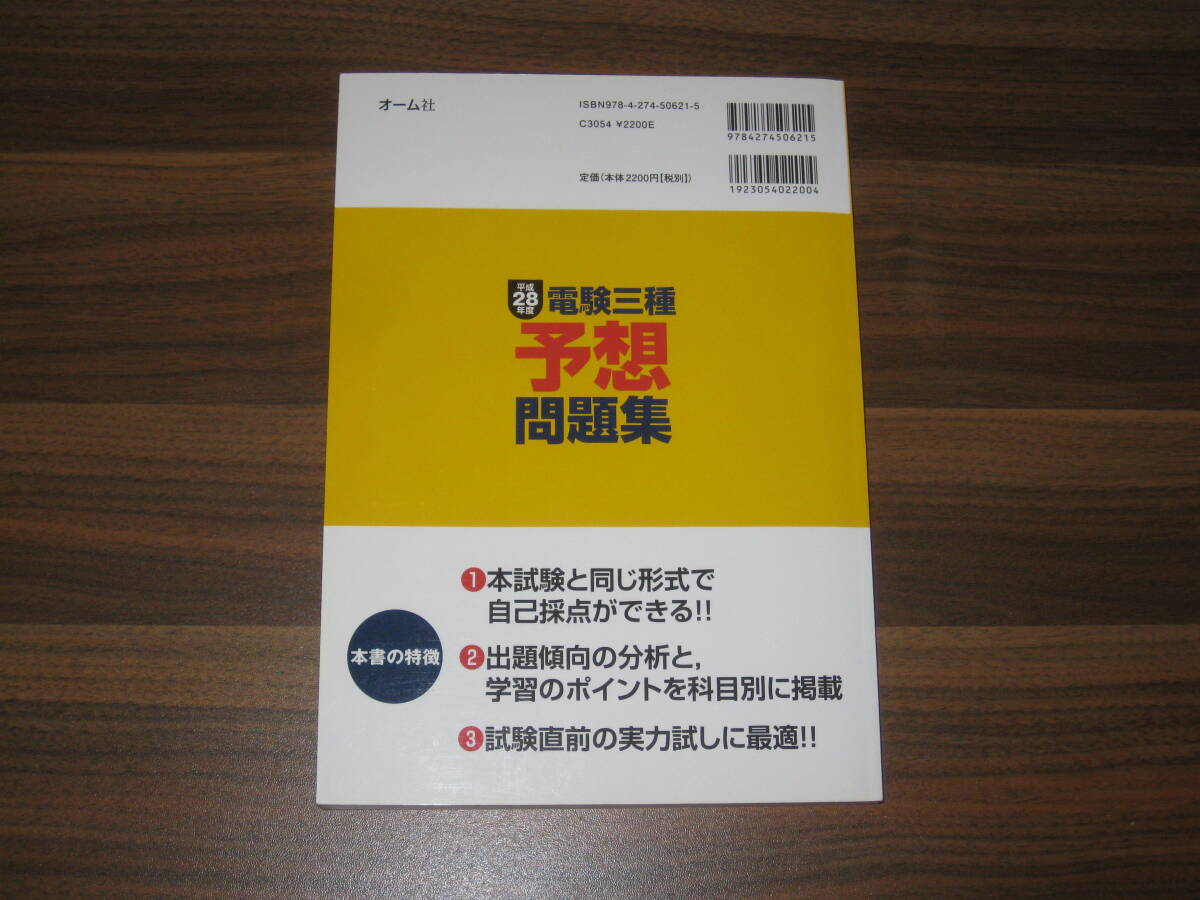 オーム社
ISBN978-4-274-50621-5
C3054 ¥2200E
定価(本体2200円【税別】)
9784274506215
1923054022004
平成
28
年度
電験三種
予想
問題集
本書の特徴
1 本試験と同じ形式で
自己採点ができる!!
2 出題傾向の分析と,
学習のポイントを科目別に掲載
3 試験直前の実力試しに最適!!